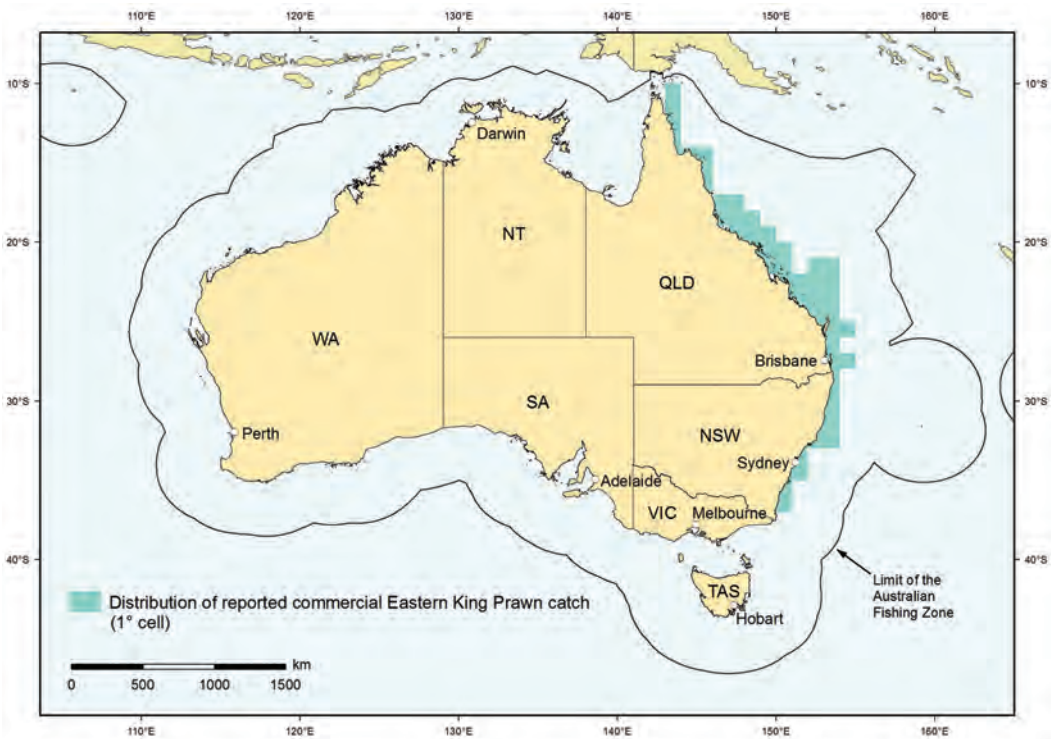 110°E 120°E 130°E 140°E 150°E 160°E
10°S 10°S
Darwin
20°S 20°S
NT
QLD
WA
Brisbane
30°S 30°S
SA
NSW
Perth
Sydney
Adelaide
VIC Melbourne
40°S 40°S
TAS
Hobart
Limit of the
Australian
Fishing Zone
Distribution of reported commercial Eastern King Prawn catch
(1° cell)
km
0 500 1000 1500
110°E 120°E 130°E 140°E 150°E 160°E